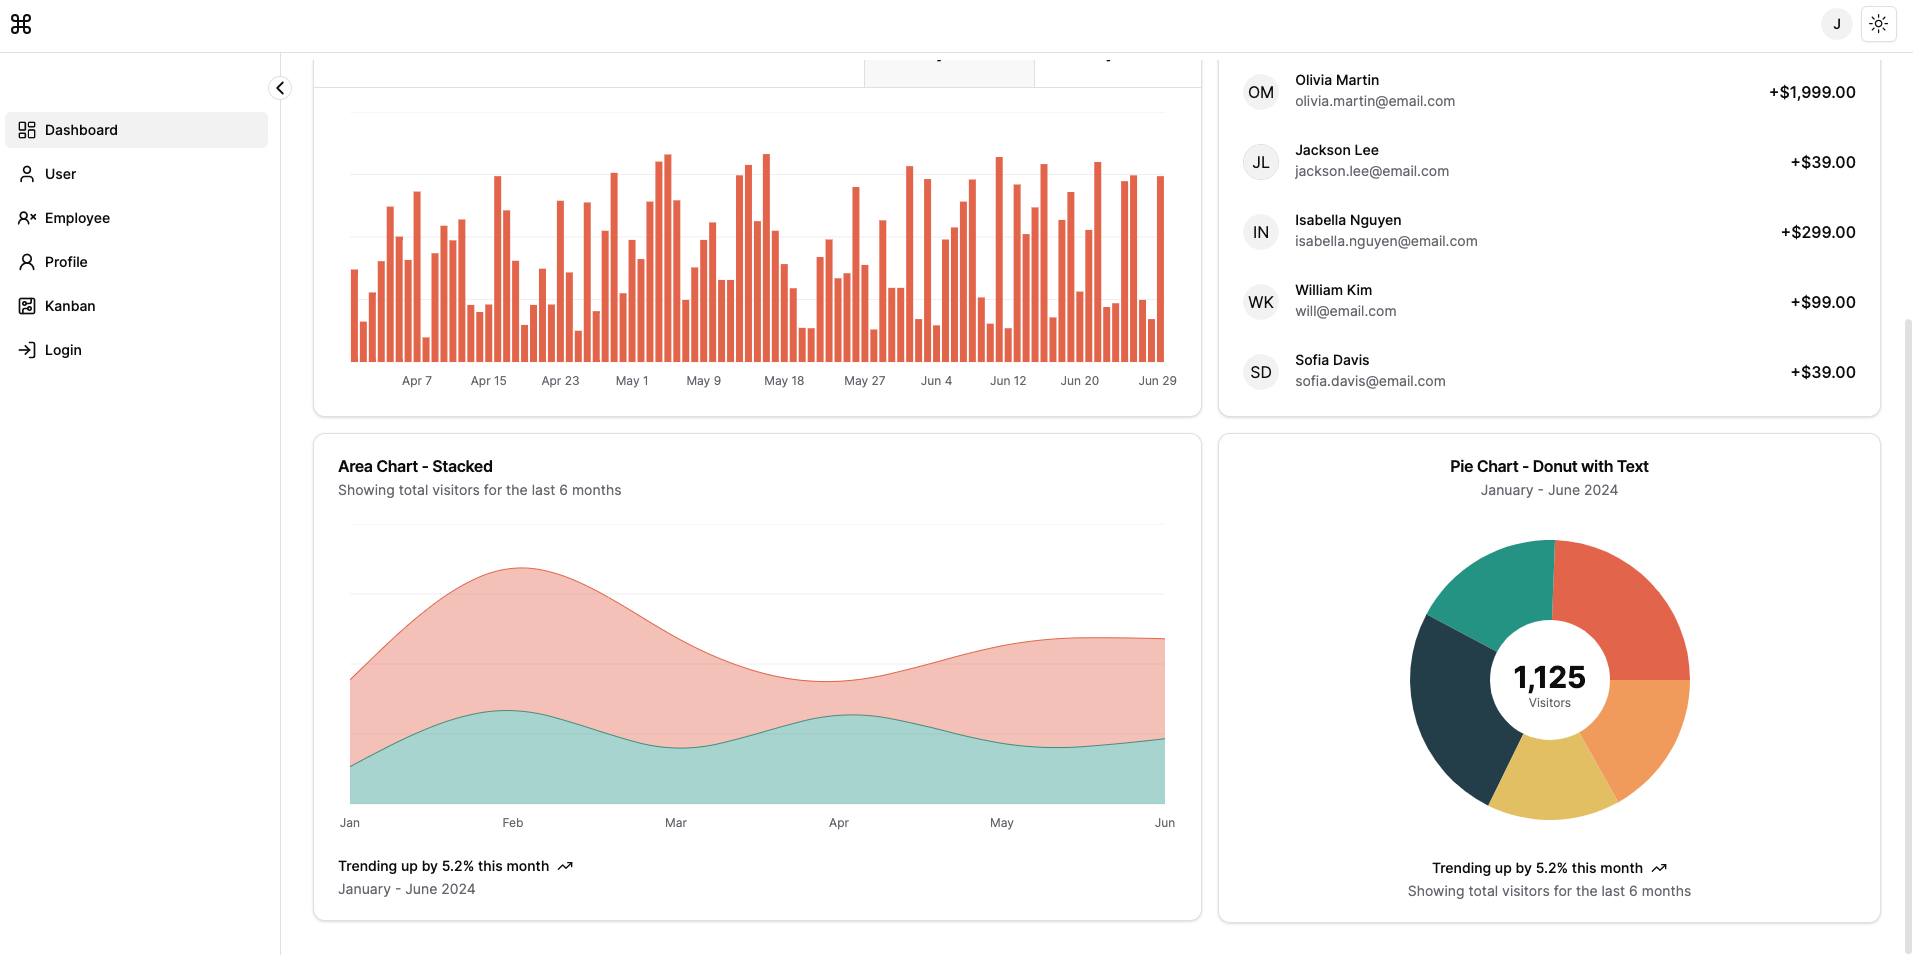 ⌘
J
Dashboard
User
Employee
Profile
Kanban
Login
Apr 7 Apr 15 Apr 23 May 1 May 9 May 18 May 27 Jun 4 Jun 12 Jun 20 Jun 29
OM
Olivia Martin
olivia.martin@email.com
+$1,999.00
JL
Jackson Lee
jackson.lee@email.com
+$39.00
IN
Isabella Nguyen
isabella.nguyen@email.com
+$299.00
WK
William Kim
will@email.com
+$99.00
SD
Sofia Davis
sofia.davis@email.com
+$39.00
Area Chart - Stacked
Showing total visitors for the last 6 months
Jan Feb Mar Apr May Jun
Trending up by 5.2% this month
January - June 2024
Pie Chart - Donut with Text
January - June 2024
1,125
Visitors
Trending up by 5.2% this month
Showing total visitors for the last 6 months